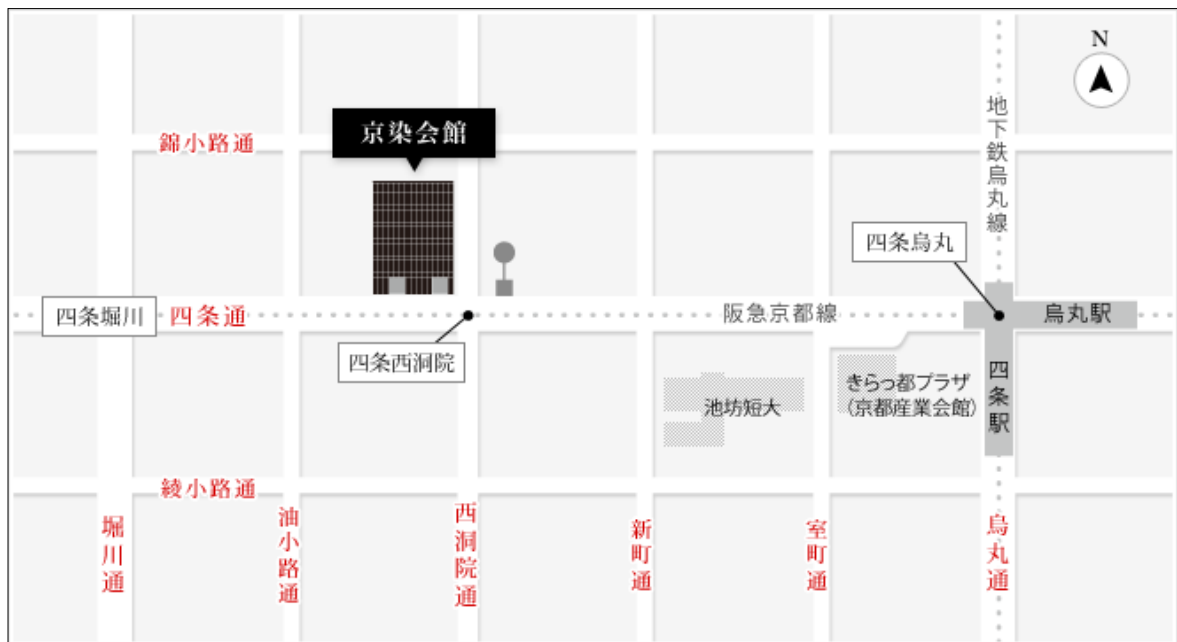 N
地下鉄烏丸線
京染会館
錦小路通
四条烏丸
四条堀川
四条通
阪急京都線
烏丸駅
四条西洞院
四条駅
きらっ都プラザ
(京都産業会館)
池坊短大
綾小路通
堀川通
油小路通
西洞院通
新町通
室町通
烏丸通